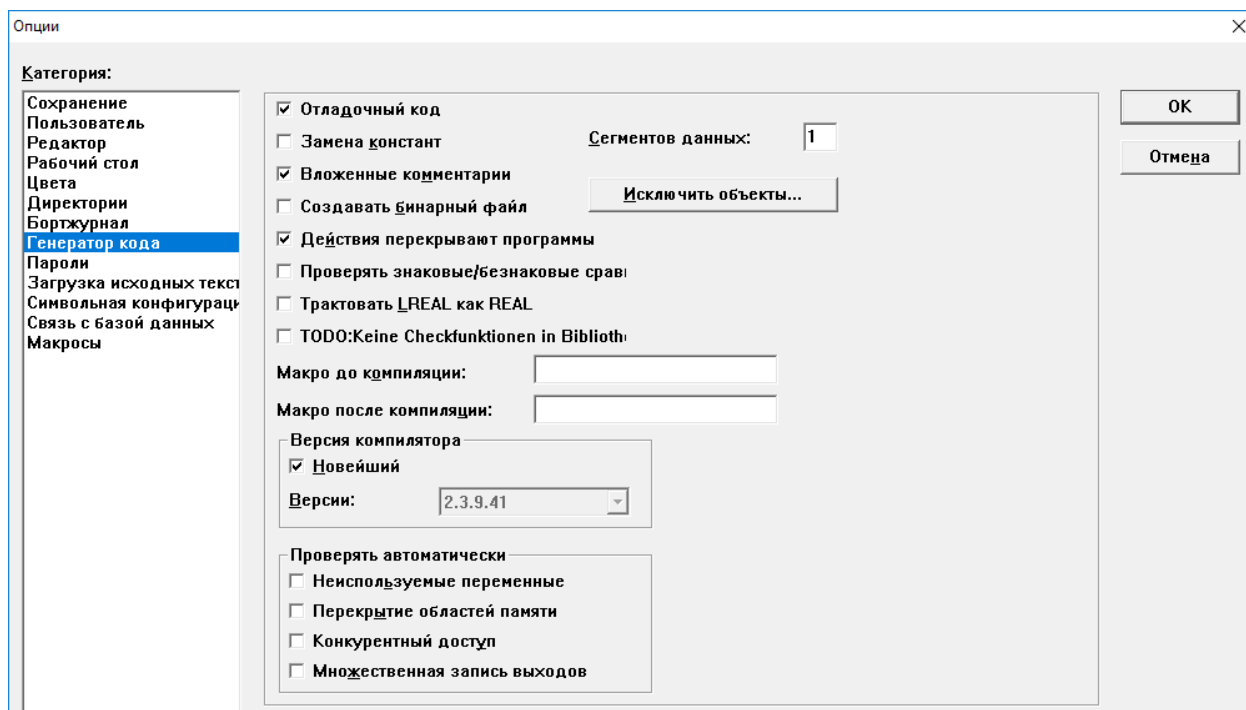 Опции
Категория:
Сохранение
Пользователь
Редактор
Рабочий стол
Цвета
Директории
Бортжурнал
Генератор кода
Пароли
Загрузка исходных текст
Символьная конфигураци
Связь с базой данных
Макросы
Отладочный код
Замена констант
Вложенные комментарии
Создавать бинарный файл
Действия перекрывают программы
Проверять знаковые/безнаковые срав
Трактовать LREAL как REAL
TODO:Keine Checkfunktionen in Biblioth
Сегментов данных: 1
Исключить объекты...
Макро до компиляции:
Макро после компиляции:
Версия компилятора
Новейший
Версии: 2.3.9.41
Проверять автоматически
Неиспользуемые переменные
Перекрытие областей памяти
Конкурентный доступ
Множественная запись выходов
OK
Отмена